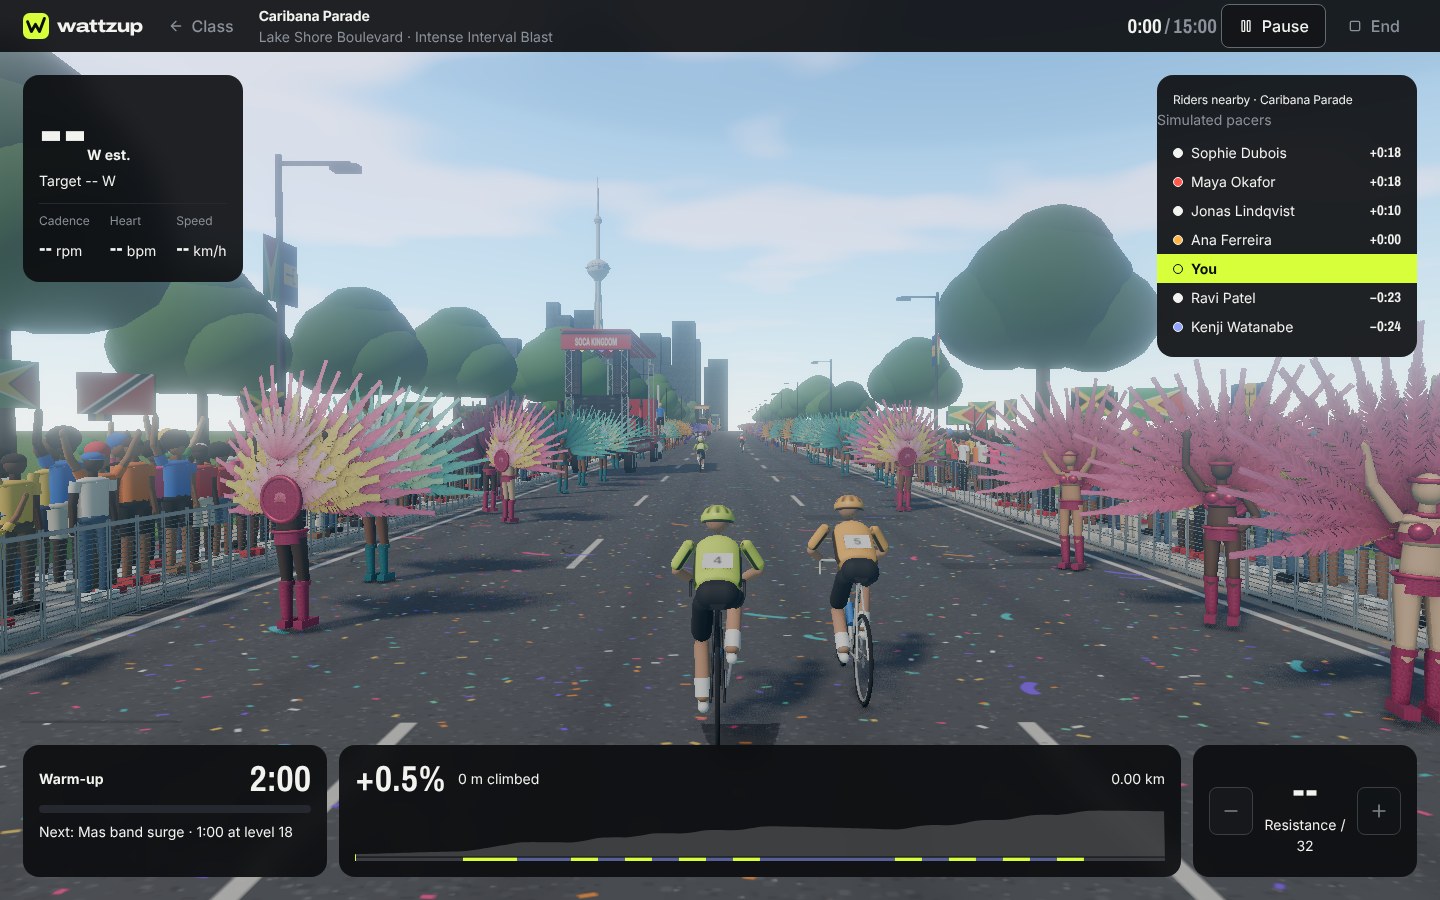 wattzup
Class
Caribana Parade
Lake Shore Boulevard · Intense Interval Blast
0:00 / 15:00
Pause
End
--
W est.
Target -- W
Cadence Heart Speed
-- rpm -- bpm -- km/h
Riders nearby · Caribana Parade
Simulated pacers
Sophie Dubois +0:18
Maya Okafor +0:18
Jonas Lindqvist +0:10
Ana Ferreira +0:00
You
Ravi Patel −0:23
Kenji Watanabe −0:24
SOCA KINGDOM
4
5
Warm-up 2:00
Next: Mas band surge · 1:00 at level 18
+0.5% 0 m climbed 0.00 km
--
Resistance /
32